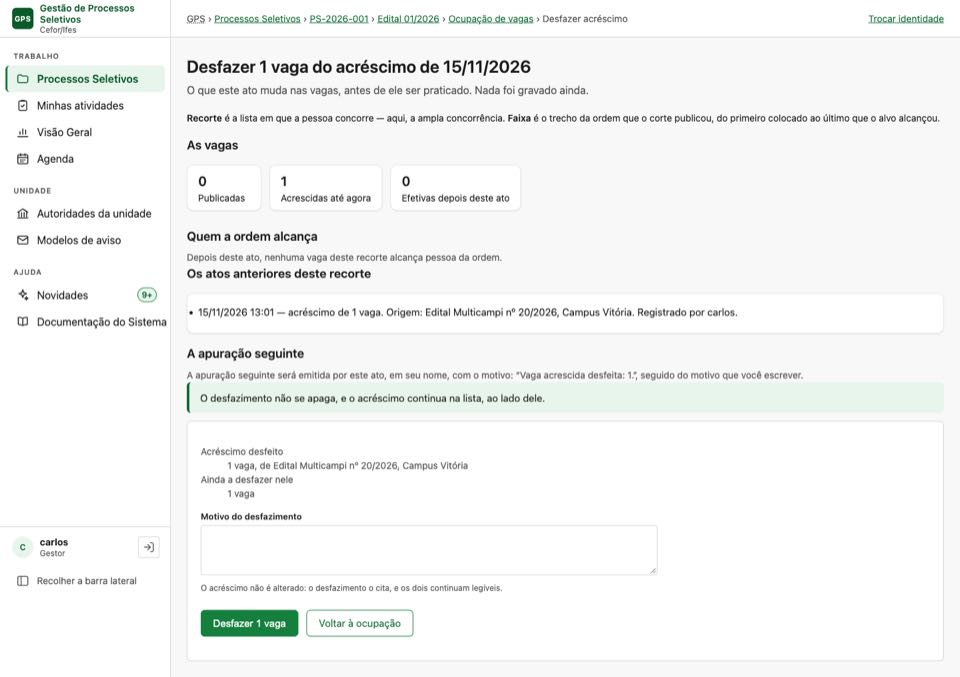 GPS
Gestão de Processos
Seletivos
Cefor/Ifes
TRABALHO
Processos Seletivos
Minhas atividades
Visão Geral
Agenda
UNIDADE
Autoridades da unidade
Modelos de aviso
AJUDA
Novidades
9+
Documentação do Sistema
C
carlos
Gestor
Recolher a barra lateral
GPS › Processos Seletivos › PS-2026-001 › Edital 01/2026 › Ocupação de vagas › Desfazer acréscimo
Trocar identidade
Desfazer 1 vaga do acréscimo de 15/11/2026
O que este ato muda nas vagas, antes de ele ser praticado. Nada foi gravado ainda.
Recorte é a lista em que a pessoa concorre — aqui, a ampla concorrência. Faixa é o trecho da ordem que o corte publicou, do primeiro colocado ao último que o alvo alcançou.
As vagas
0
Publicadas
1
Acrescidas até agora
0
Efetivas depois deste ato
Quem a ordem alcança
Depois deste ato, nenhuma vaga deste recorte alcança pessoa da ordem.
Os atos anteriores deste recorte
• 15/11/2026 13:01 — acréscimo de 1 vaga. Origem: Edital Multicampi nº 20/2026, Campus Vitória. Registrado por carlos.
A apuração seguinte
A apuração seguinte será emitida por este ato, em seu nome, com o motivo: “Vaga acrescida desfeita: 1.”, seguido do motivo que você escrever.
O desfazimento não se apaga, e o acréscimo continua na lista, ao lado dele.
Acréscimo desfeito
1 vaga, de Edital Multicampi nº 20/2026, Campus Vitória
Ainda a desfazer nele
1 vaga
Motivo do desfazimento
O acréscimo não é alterado: o desfazimento o cita, e os dois continuam legíveis.
Desfazer 1 vaga
Voltar à ocupação